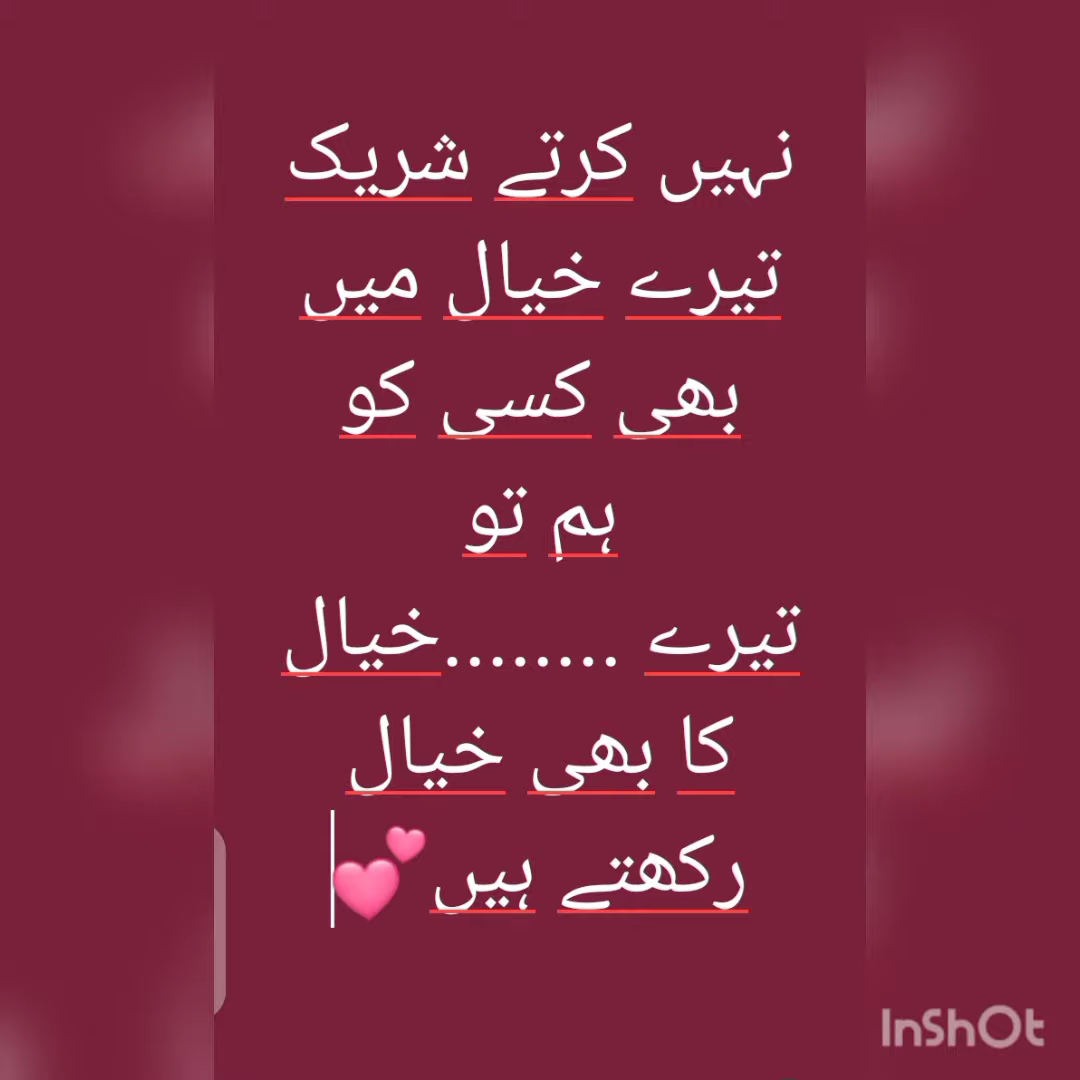 نہیں کرتے شریک
تیرے خیال میں
بھی کسی کو
ہم تو
تیرے ........خیال
کا بھی خیال
رکھتے ہیں 💕
InShOt